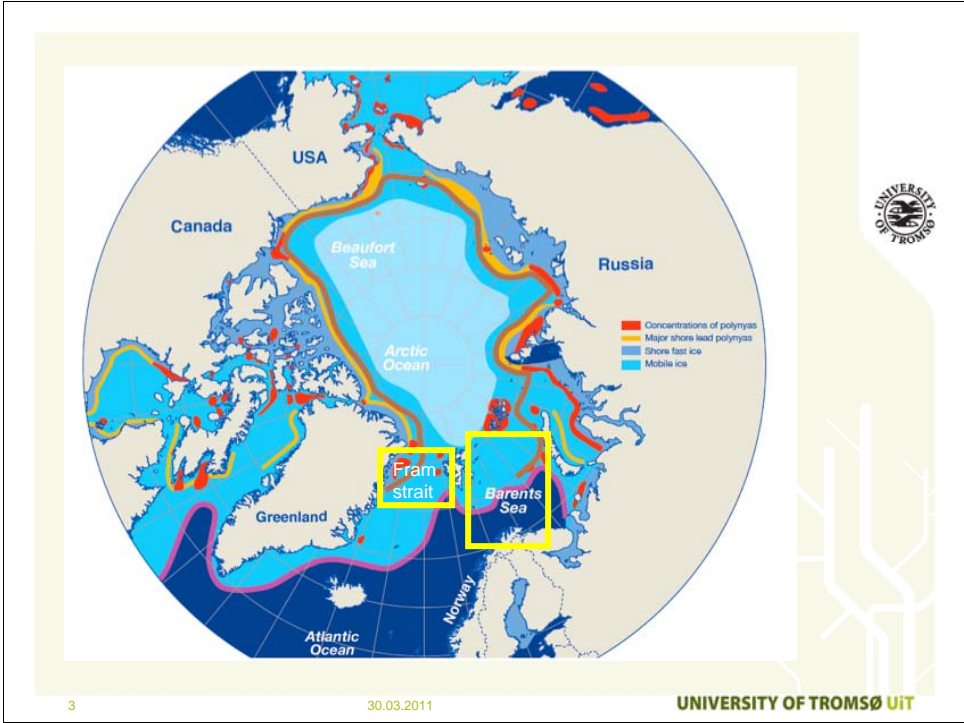 USA
Canada
Beaufort
Sea
Russia
Concentrations of polynyas
Major shore lead polynyas
Shore fast ice
Mobile ice
Arctic
Ocean
Fram
strait
Barents
Sea
Greenland
Norway
Atlantic
Ocean
UNIVERSITY OF TROMSØ
3
30.03.2011
UNIVERSITY OF TROMSØ UiT